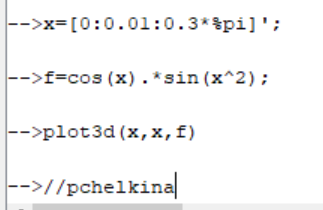 -->x=[0:0.01:0.3*%pi]';
-->f=cos(x).*sin(x^2);
-->plot3d(x,x,f)
-->//pchelkina